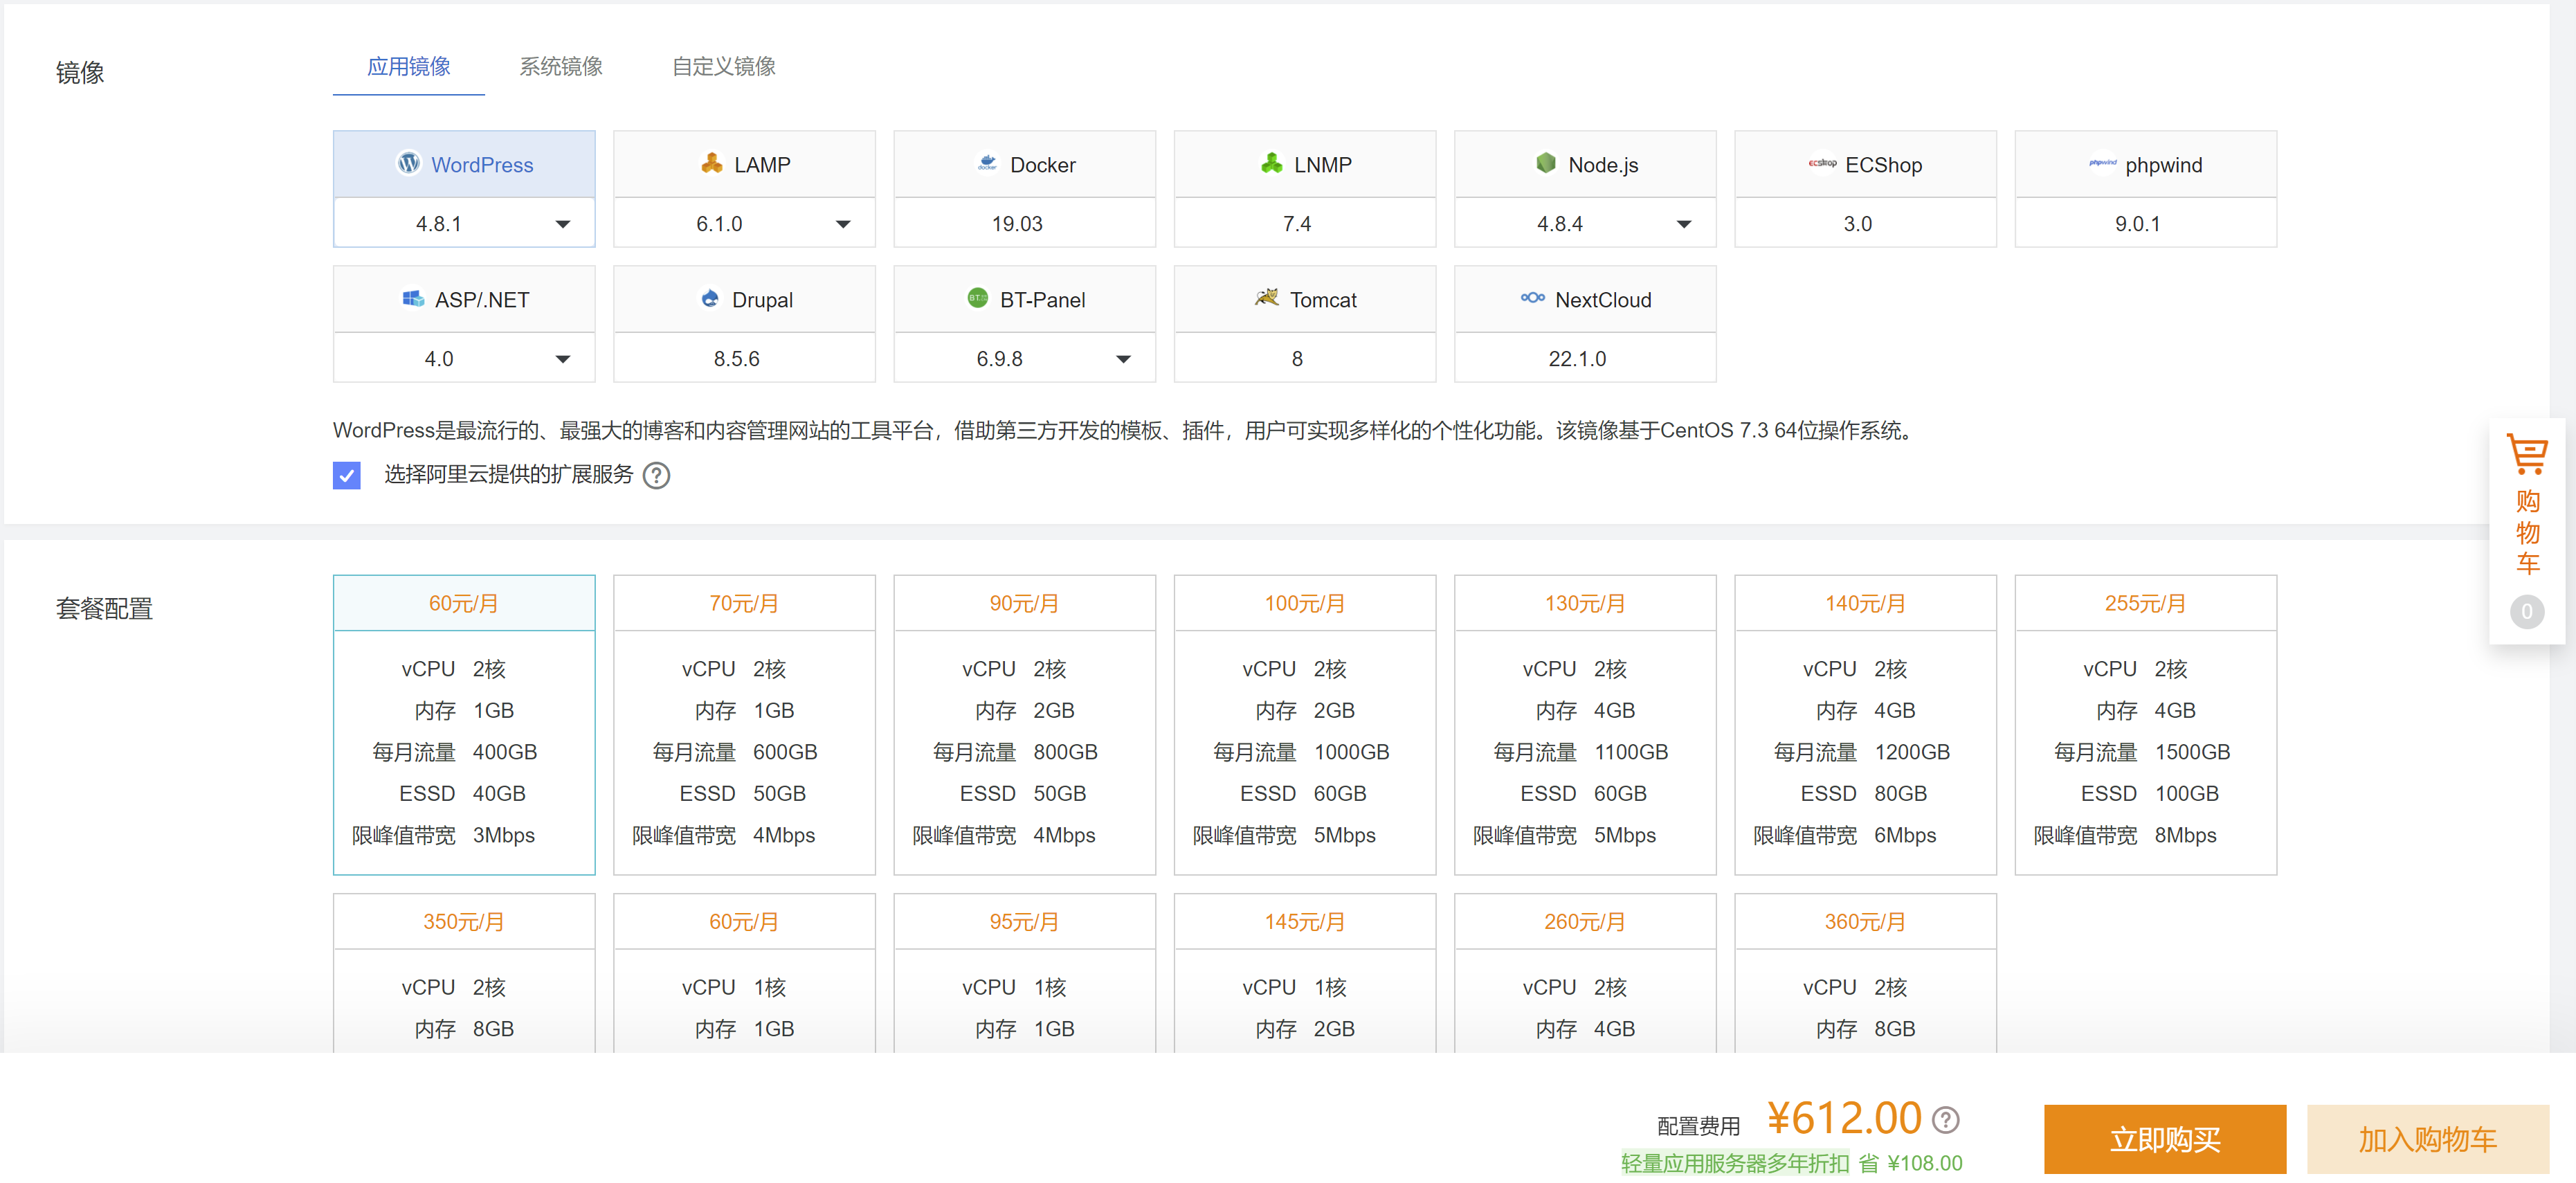 镜像
应用镜像 系统镜像 自定义镜像
WordPress LAMP Docker LNMP Node.js ECShop phpwind
4.8.1 6.1.0 19.03 7.4 4.8.4 3.0 9.0.1
ASP/.NET Drupal BT-Panel Tomcat NextCloud
4.0 8.5.6 6.9.8 8 22.1.0
WordPress是最流行的、最强大的博客和内容管理网站的工具平台，借助第三方开发的模板、插件，用户可实现多样化的个性化功能。该镜像基于CentOS 7.3 64位操作系统。
选择阿里云提供的扩展服务 ?
购物车
0
套餐配置
60元/月 70元/月 90元/月 100元/月 130元/月 140元/月 255元/月
vCPU 2核 vCPU 2核 vCPU 2核 vCPU 2核 vCPU 2核 vCPU 2核 vCPU 2核
内存 1GB 内存 1GB 内存 2GB 内存 2GB 内存 4GB 内存 4GB 内存 4GB
每月流量 400GB 每月流量 600GB 每月流量 800GB 每月流量 1000GB 每月流量 1100GB 每月流量 1200GB 每月流量 1500GB
ESSD 40GB ESSD 50GB ESSD 50GB ESSD 60GB ESSD 60GB ESSD 80GB ESSD 100GB
限峰值带宽 3Mbps 限峰值带宽 4Mbps 限峰值带宽 4Mbps 限峰值带宽 5Mbps 限峰值带宽 5Mbps 限峰值带宽 6Mbps 限峰值带宽 8Mbps
350元/月 60元/月 95元/月 145元/月 260元/月 360元/月
vCPU 2核 vCPU 1核 vCPU 1核 vCPU 1核 vCPU 2核 vCPU 2核
内存 8GB 内存 1GB 内存 1GB 内存 2GB 内存 4GB 内存 8GB
配置费用 ¥612.00 ?
轻量应用服务器多年折扣 省 ¥108.00
立即购买 加入购物车